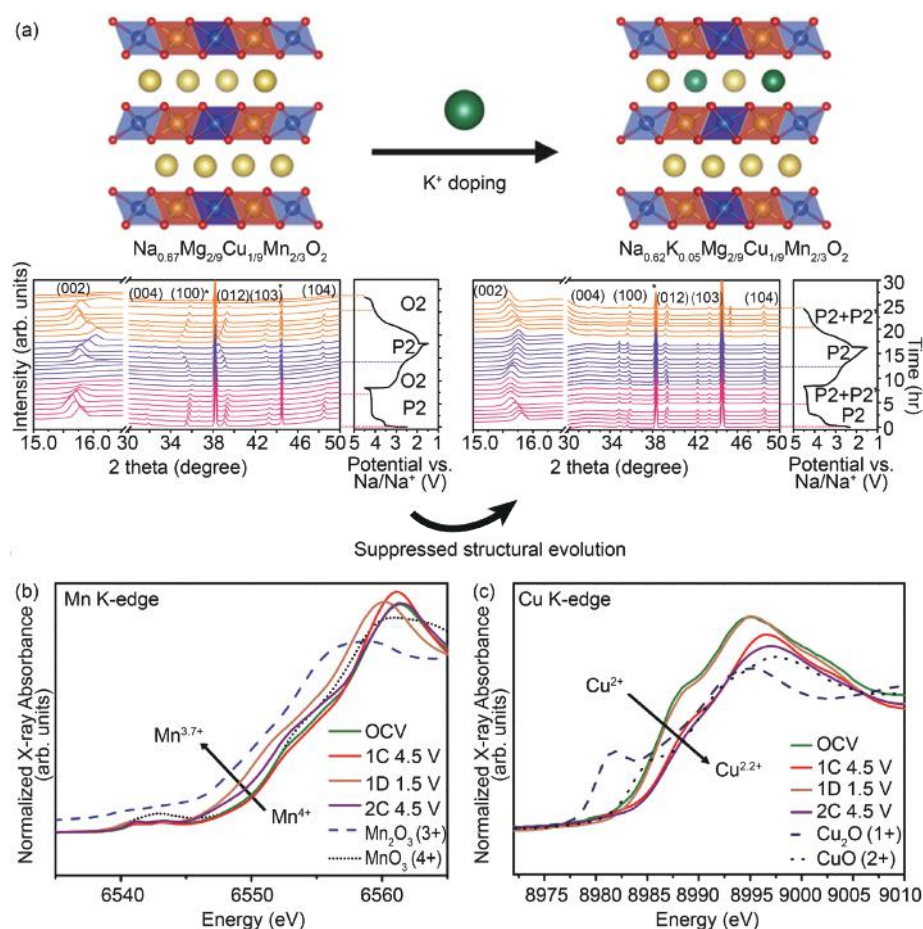 (a)
K⁺ doping
Na₀.₆₇Mg₂/₉Cu₁/₉Mn₂/₃O₂
Na₀.₆₂K₀.₀₅Mg₂/₉Cu₁/₉Mn₂/₃O₂
Intensity (arb. units)
(002)
(004) (100) * (012) (103) * (104)
O2
P2
O2
P2
15.0 16.0 30 34 38 42 46 50
5 4 3 2 1
2 theta (degree)
Potential vs.
Na/Na⁺ (V)
(002)
(004) (100) * (012) (103) * (104)
P2+P2'
P2
P2+P2'
P2
30
25
20
15
10
5
0
Time (hr)
15.0 16.0 30 34 38 42 46 50
5 4 3 2 1
2 theta (degree)
Potential vs.
Na/Na⁺ (V)
Suppressed structural evolution
(b) Mn K-edge
Normalized X-ray Absorbance
(arb. units)
Mn³·⁷⁺
Mn⁴⁺
OCV
1C 4.5 V
1D 1.5 V
2C 4.5 V
Mn₂O₃ (3+)
MnO₃ (4+)
6540 6550 6560
Energy (eV)
(c) Cu K-edge
Normalized X-ray Absorbance
(arb. units)
Cu²⁺
Cu²·²⁺
OCV
1C 4.5 V
1D 1.5 V
2C 4.5 V
Cu₂O (1+)
CuO (2+)
8975 8980 8985 8990 8995 9000 9005 9010
Energy (eV)